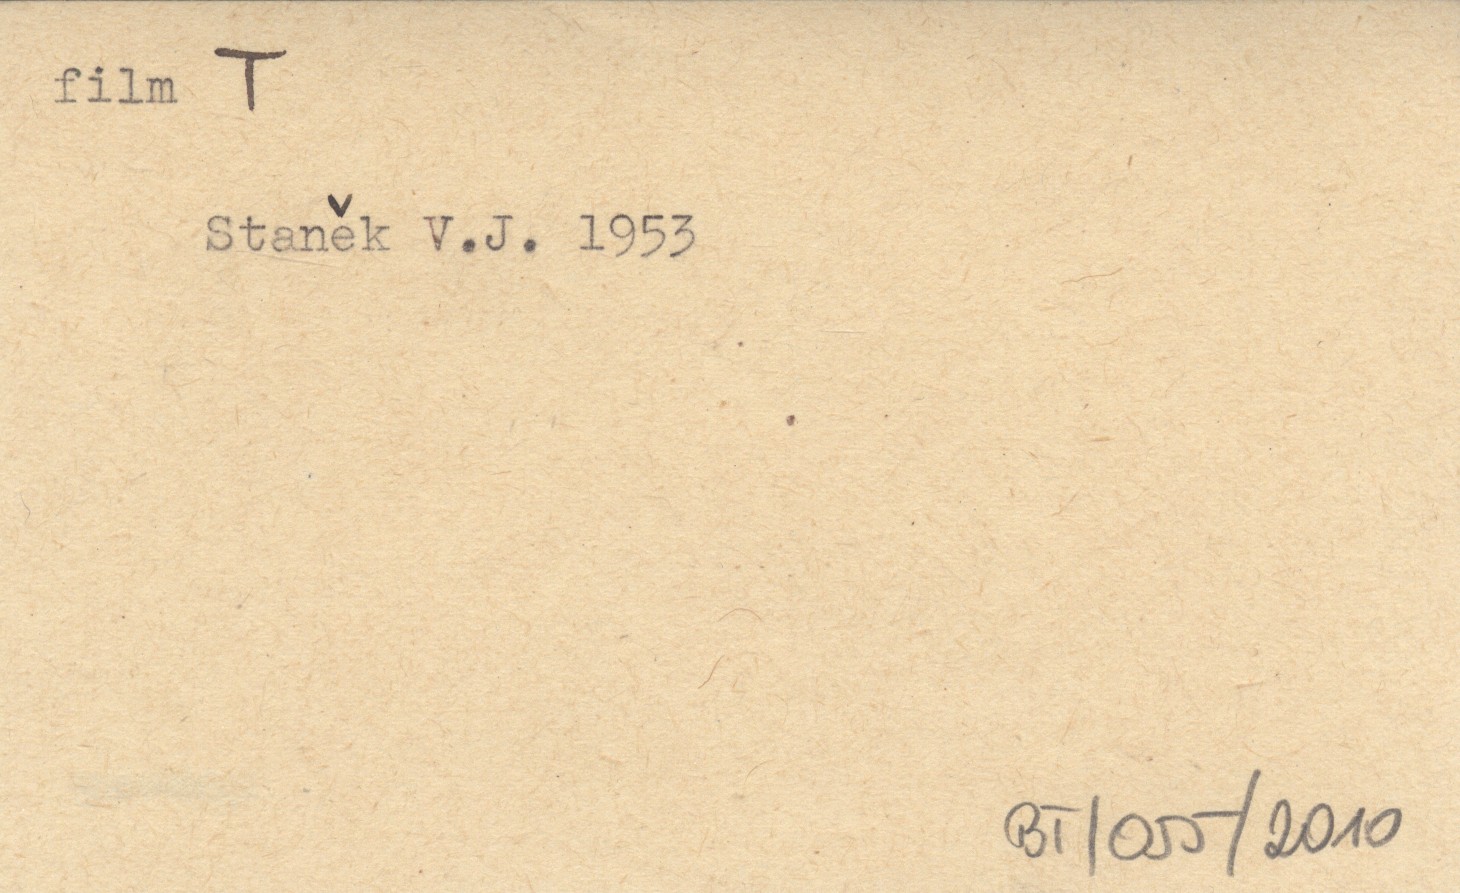 film T
Staněk V.J. 1953
BT/055/2010